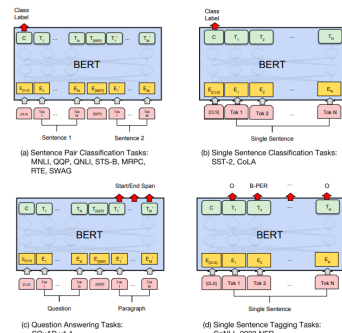 Class
Label
C T1 ... TN T[SEP] T1' ... TM'
BERT
E[CLS] E1 ... EN E[SEP] E1' ... EM'
[CLS] Tok 1 ... Tok N [SEP] Tok 1 ... Tok M
Sentence 1 Sentence 2
(a) Sentence Pair Classification Tasks:
MNLI, QQP, QNLI, STS-B, MRPC,
RTE, SWAG
Class
Label
C T1 T2 ... TN
BERT
E[CLS] E1 E2 ... EN
[CLS] Tok 1 Tok 2 ... Tok N
Single Sentence
(b) Single Sentence Classification Tasks:
SST-2, CoLA
Start/End Span
C T1 ... TN T[SEP] T1' ... TM'
BERT
E[CLS] E1 ... EN E[SEP] E1' ... EM'
[CLS] Tok 1 ... Tok N [SEP] Tok 1 ... Tok M
Question Paragraph
(c) Question Answering Tasks:
O B-PER ... O
C T1 T2 ... TN
BERT
E[CLS] E1 E2 ... EN
[CLS] Tok 1 Tok 2 ... Tok N
Single Sentence
(d) Single Sentence Tagging Tasks: